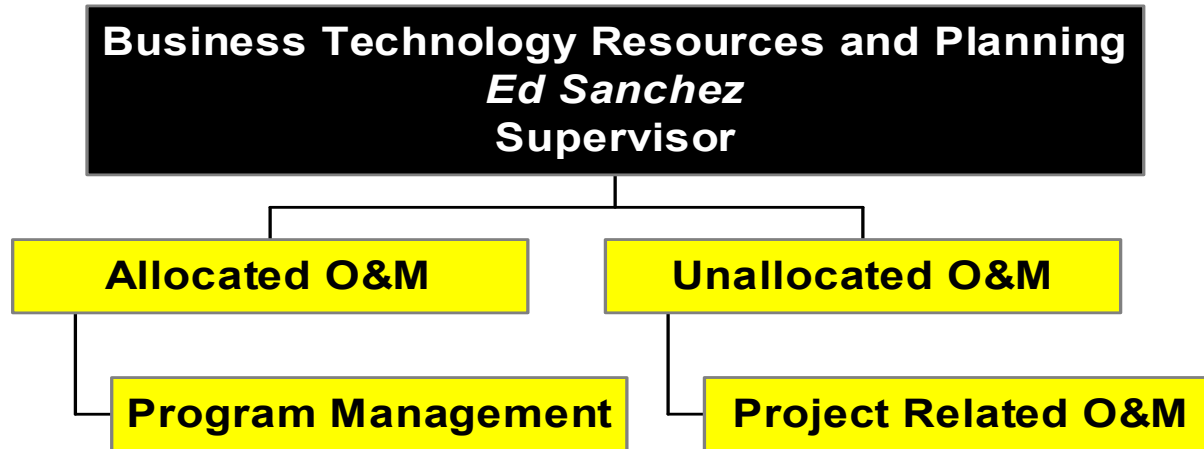 Business Technology Resources and Planning
Ed Sanchez
Supervisor
Allocated O&M
Unallocated O&M
Program Management
Project Related O&M